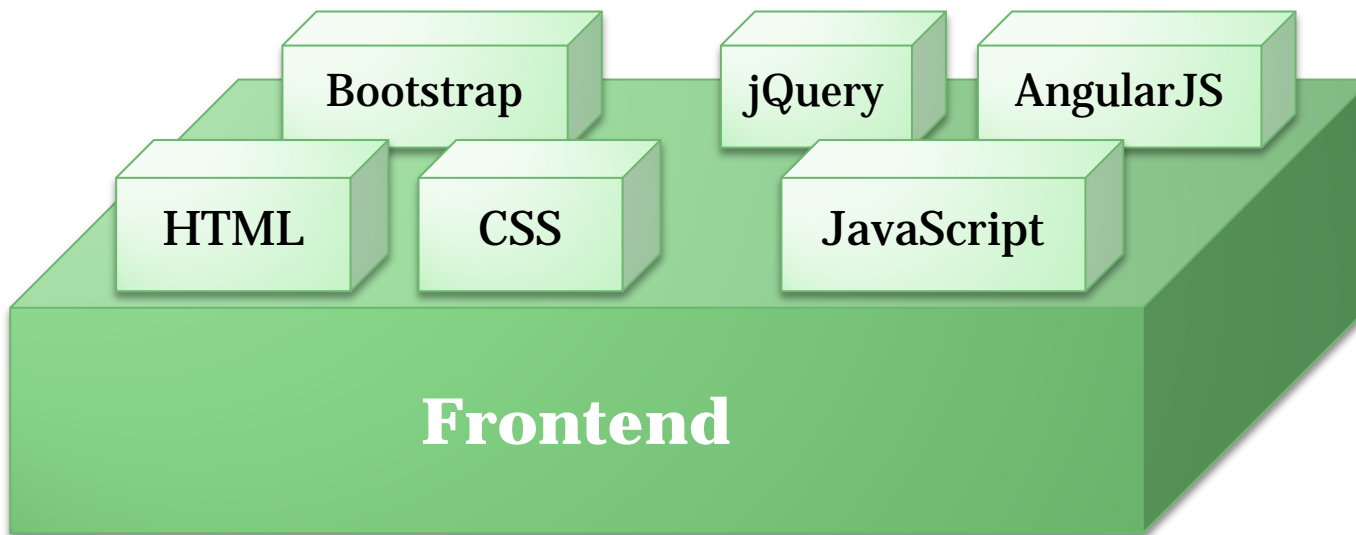 Bootstrap
jQuery
AngularJS
HTML
CSS
JavaScript
Frontend